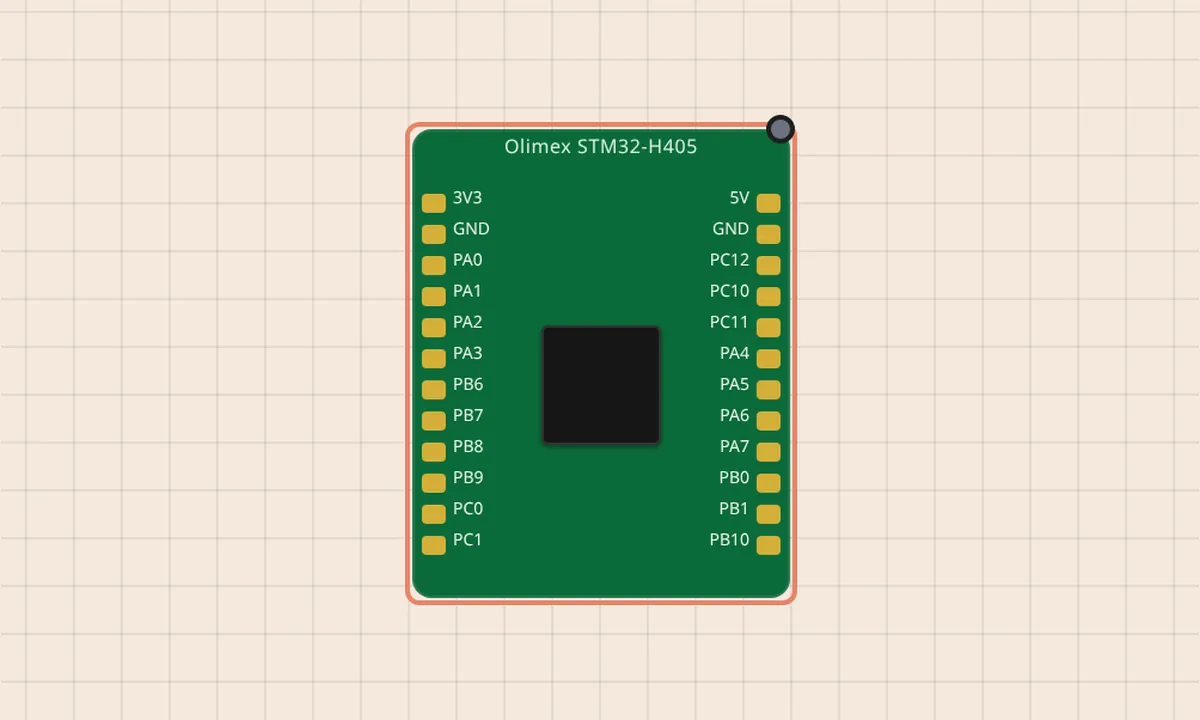 Olimex STM32-H405
3V3 5V
GND GND
PA0 PC12
PA1 PC10
PA2 PC11
PA3 PA4
PB6 PA5
PB7 PA6
PB8 PA7
PB9 PB0
PC0 PB1
PC1 PB10